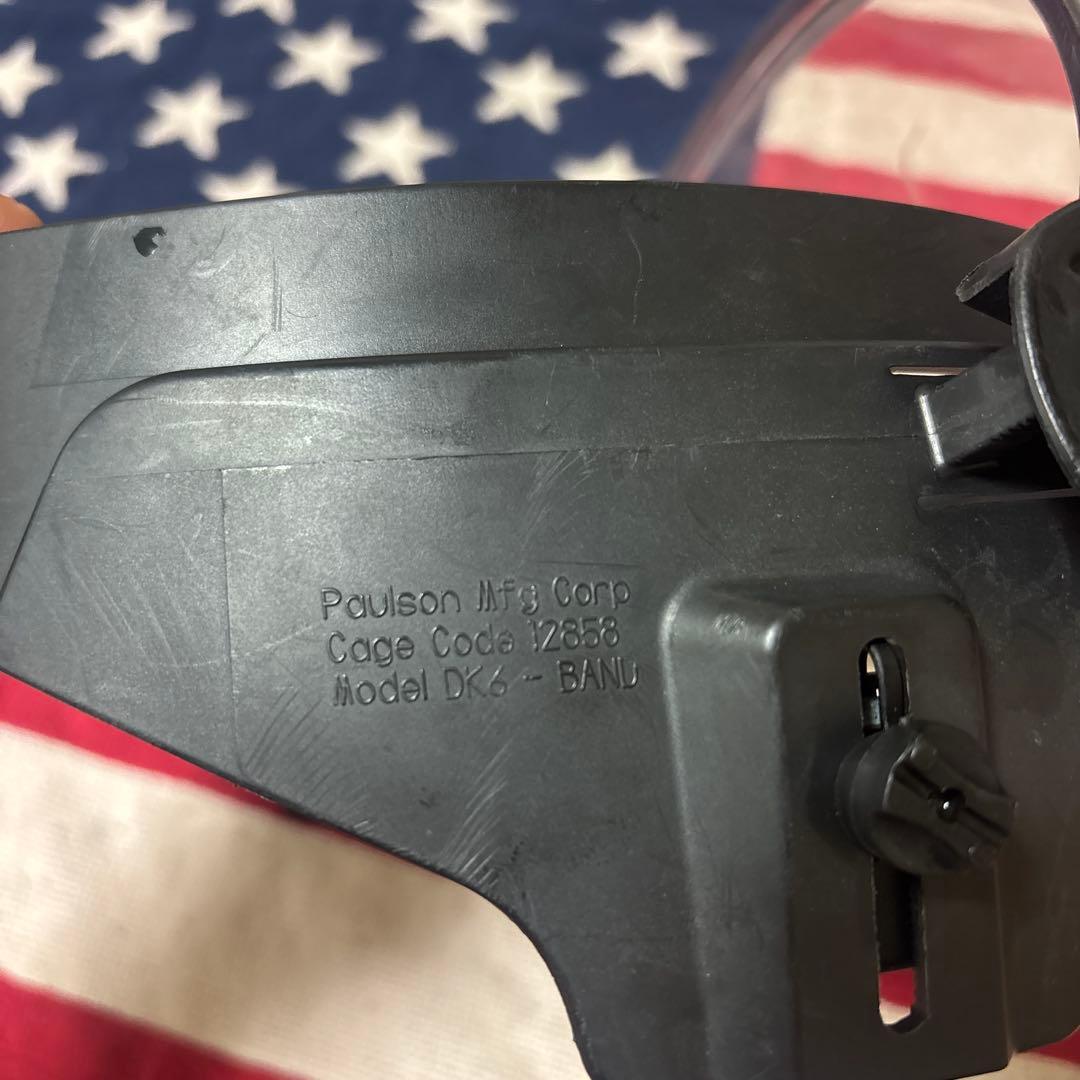 Paulson Mfg Corp
Cage Code 12858
Model DK6 - BAND